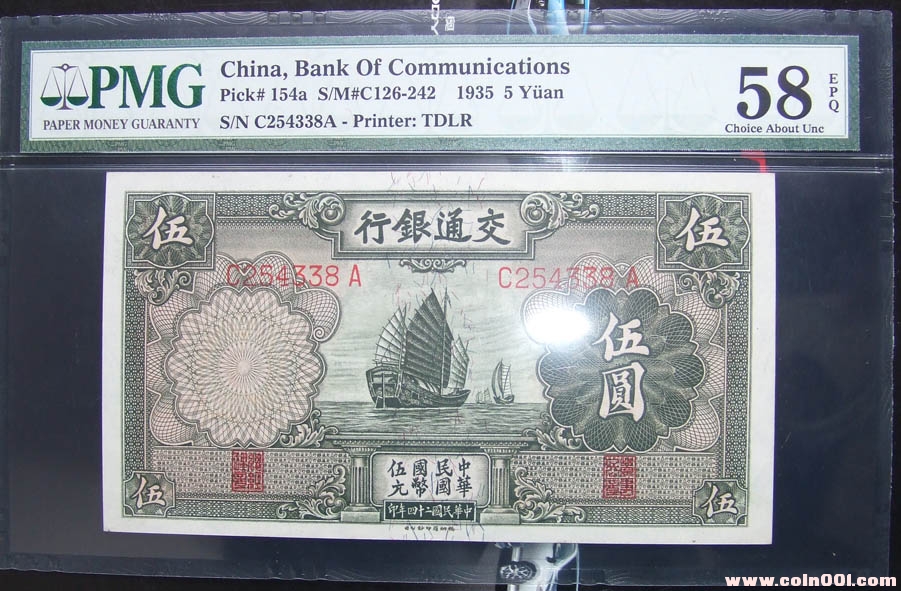 PMG
PAPER MONEY GUARANTY
China, Bank Of Communications
Pick# 154a S/M#C126-242 1935 5 Yüan
S/N C254338A - Printer: TDLR
58
EPQ
Choice About Unc
伍
行銀通交
伍
C254338 A
C254338 A
伍圓
中華
民國
國幣
伍元
伍
印年四十二國民華中
伍
www.coin001.com